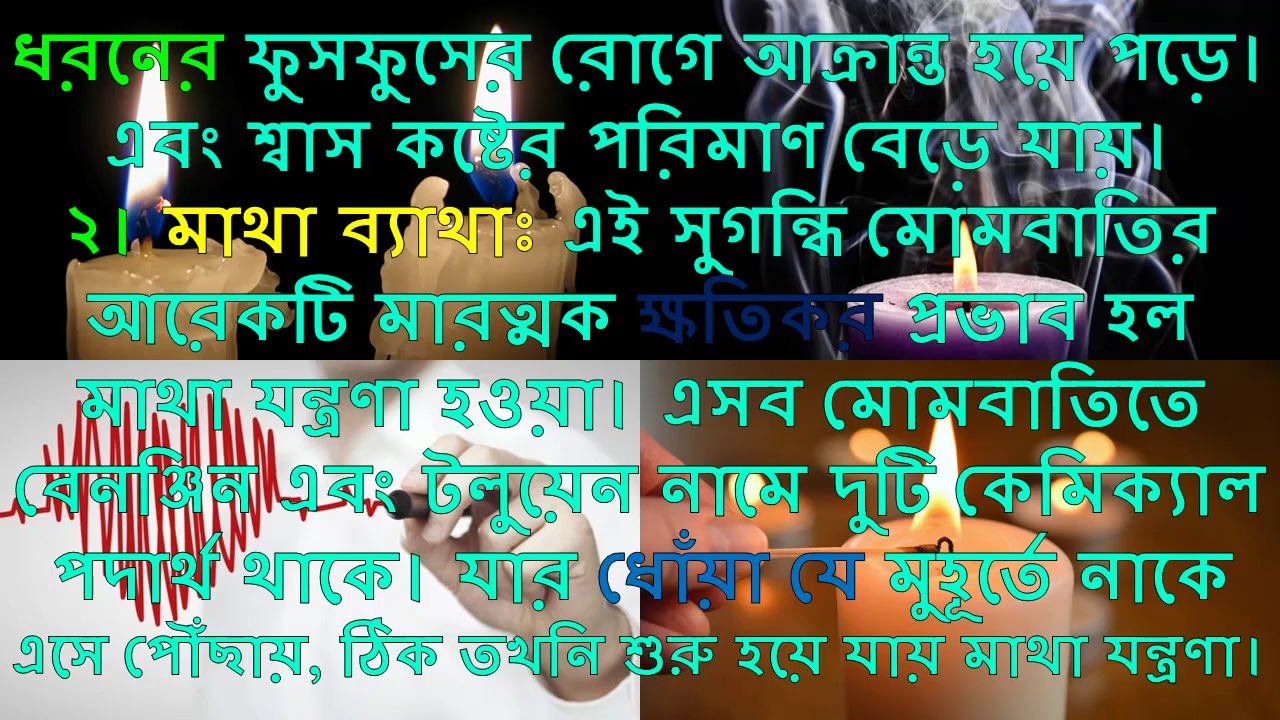 ধরনের ফুসফুসের রোগে আক্রান্ত হয়ে পড়ে।
এবং শ্বাস কষ্টের পরিমাণ বেড়ে যায়।
২। মাথা ব্যাথাঃ এই সুগন্ধি মোমবাতির
আরেকটি মারত্মক ক্ষতিকর প্রভাব হল
মাথা যন্ত্রণা হওয়া। এসব মোমবাতিতে
বেনঞ্জিন এবং টলুয়েন নামে দুটি কেমিক্যাল
পদার্থ থাকে। যার ধোঁয়া যে মুহূর্তে নাকে
এসে পৌঁছায়, ঠিক তখনি শুরু হয়ে যায় মাথা যন্ত্রণা।